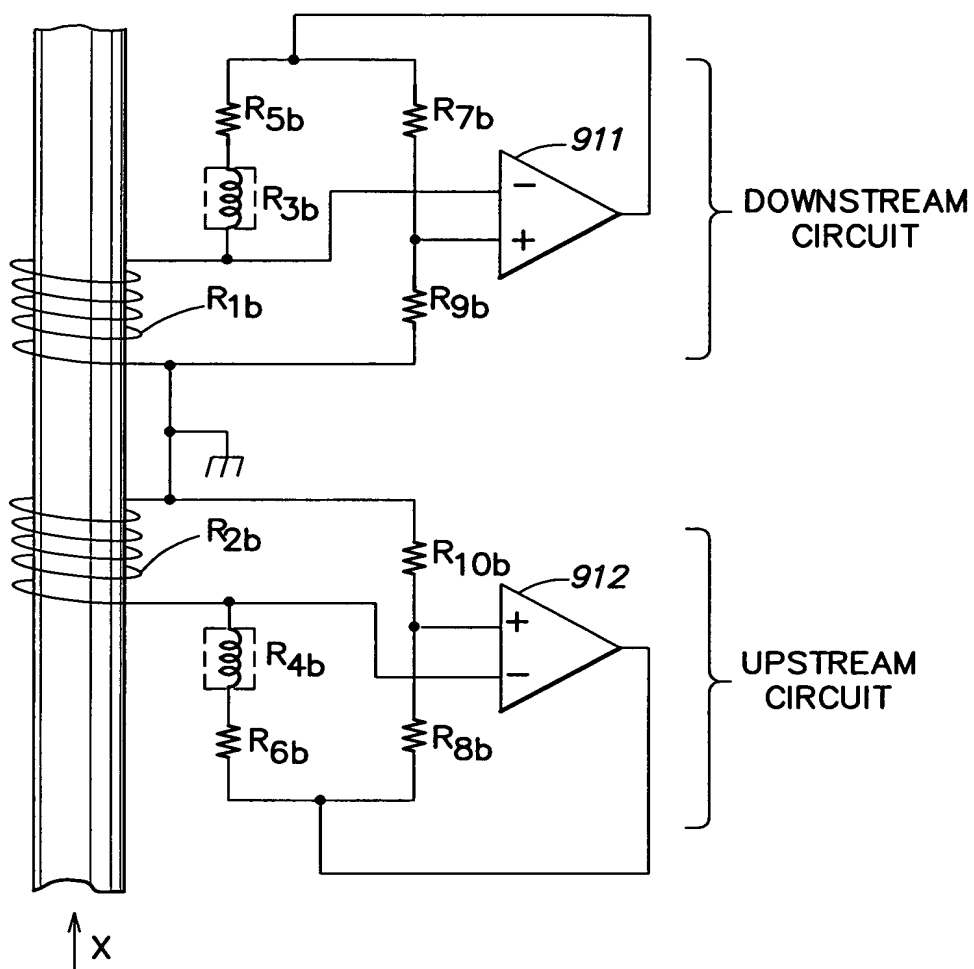 R5b
R7b
911
R3b
−
+
DOWNSTREAM
CIRCUIT
R1b
R9b
R2b
R10b
912
+
−
R4b
UPSTREAM
CIRCUIT
R6b
R8b
X